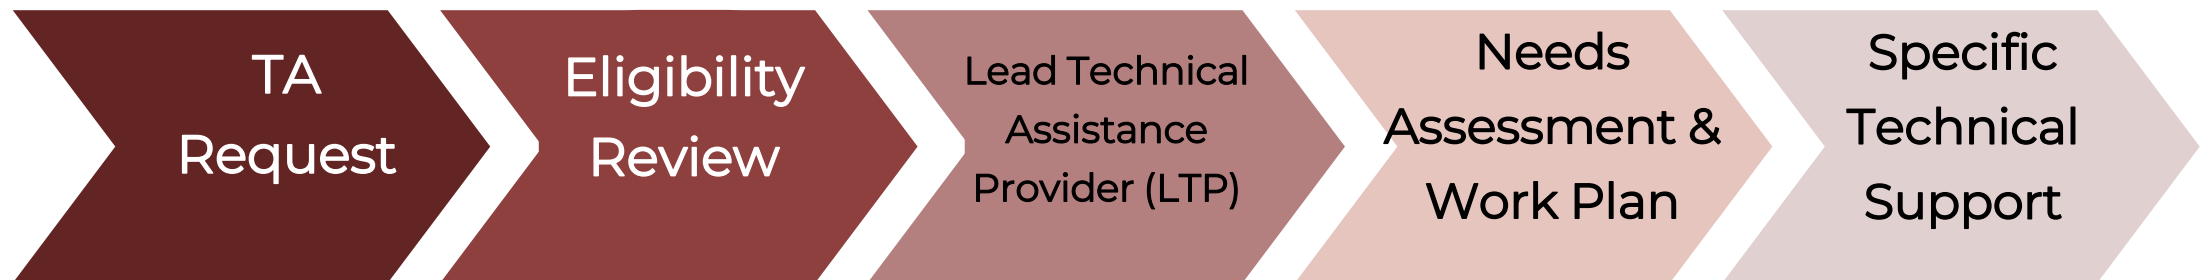 TA
Request
Eligibility
Review
Lead Technical
Assistance
Provider (LTP)
Needs
Assessment &
Work Plan
Specific
Technical
Support